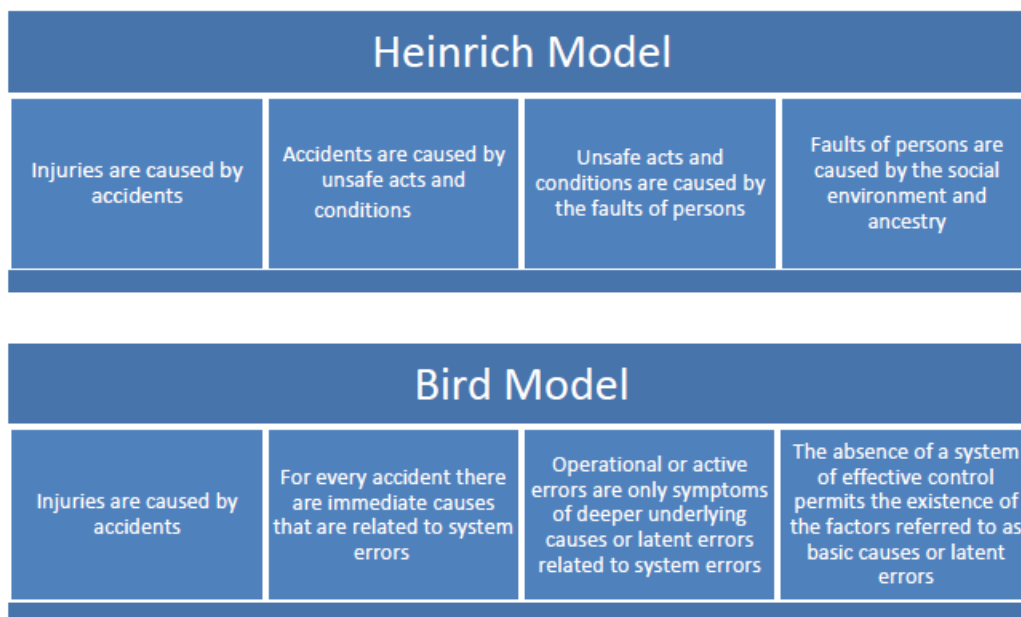 Heinrich Model
Injuries are caused by
accidents
Accidents are caused by
unsafe acts and
conditions
Unsafe acts and
conditions are caused by
the faults of persons
Faults of persons are
caused by the social
environment and
ancestry
Bird Model
Injuries are caused by
accidents
For every accident there
are immediate causes
that are related to system
errors
Operational or active
errors are only symptoms
of deeper underlying
causes or latent errors
related to system errors
The absence of a system
of effective control
permits the existence of
the factors referred to as
basic causes or latent
errors